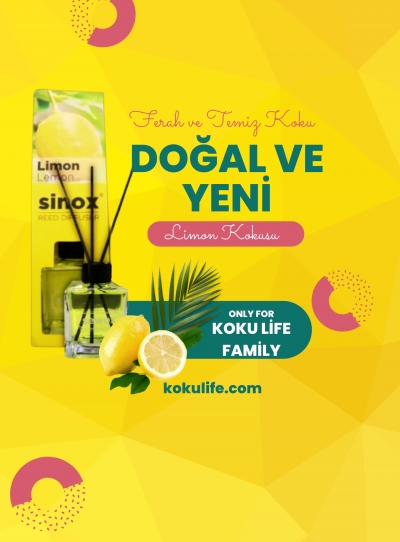 Ferah ve Temiz Koku
DOĞAL VE
YENİ
Limon Kokusu
Limon
Lemon
sinox®
REED DIFFUSER
ONLY FOR
KOKU LİFE
FAMİLY
kokulife.com